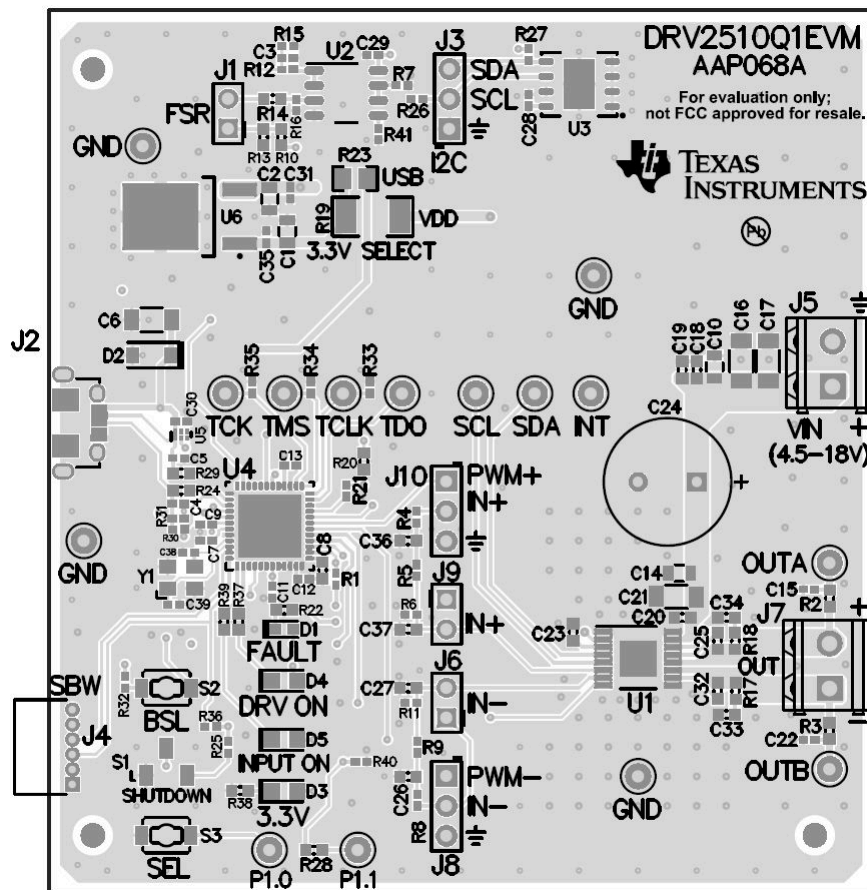 DRV2510Q1EVM
AAP068A
For evaluation only;
not FCC approved for resale.
TEXAS
INSTRUMENTS
Pb
R15
C3
R12
U2
C29
J3
R27
J1
FSR
R14
R16
R7
R26
SDA
SCL
C28
U3
R13
R10
R41
I2C
GND
R23
USB
C2
C31
U6
R19
VDD
C35
C1
3.3V
SELECT
GND
J5
C6
J2
D2
R35
R34
R33
C19
C18
C10
C16
C17
TCK
TMS
TCLK
TDO
SCL
SDA
INT
C24
+
VIN
+
(4.5-18V)
C30
U5
C5
R29
R24
U4
C13
R20
R21
J10
PWM+
IN+
R31
C4
C9
R30
C7
C38
R4
C36
C8
GND
Y1
C39
R39
R37
C11
C12
R22
R1
R5
J9
IN+
R6
C37
D1
FAULT
C14
C21
C20
C23
U1
OUTA
C15
R2
C34
C25
R18
J7
+
OUT
C32
R17
C33
-
R3
C22
OUTB
J6
IN-
C27
R11
SBW
R32
S2
BSL
D4
DRV ON
J4
R36
R25
D5
INPUT ON
S1
SHUTDOWN
R40
R9
PWM-
IN-
C26
R8
J8
GND
R38
D3
3.3V
S3
SEL
P1.0
R28
P1.1